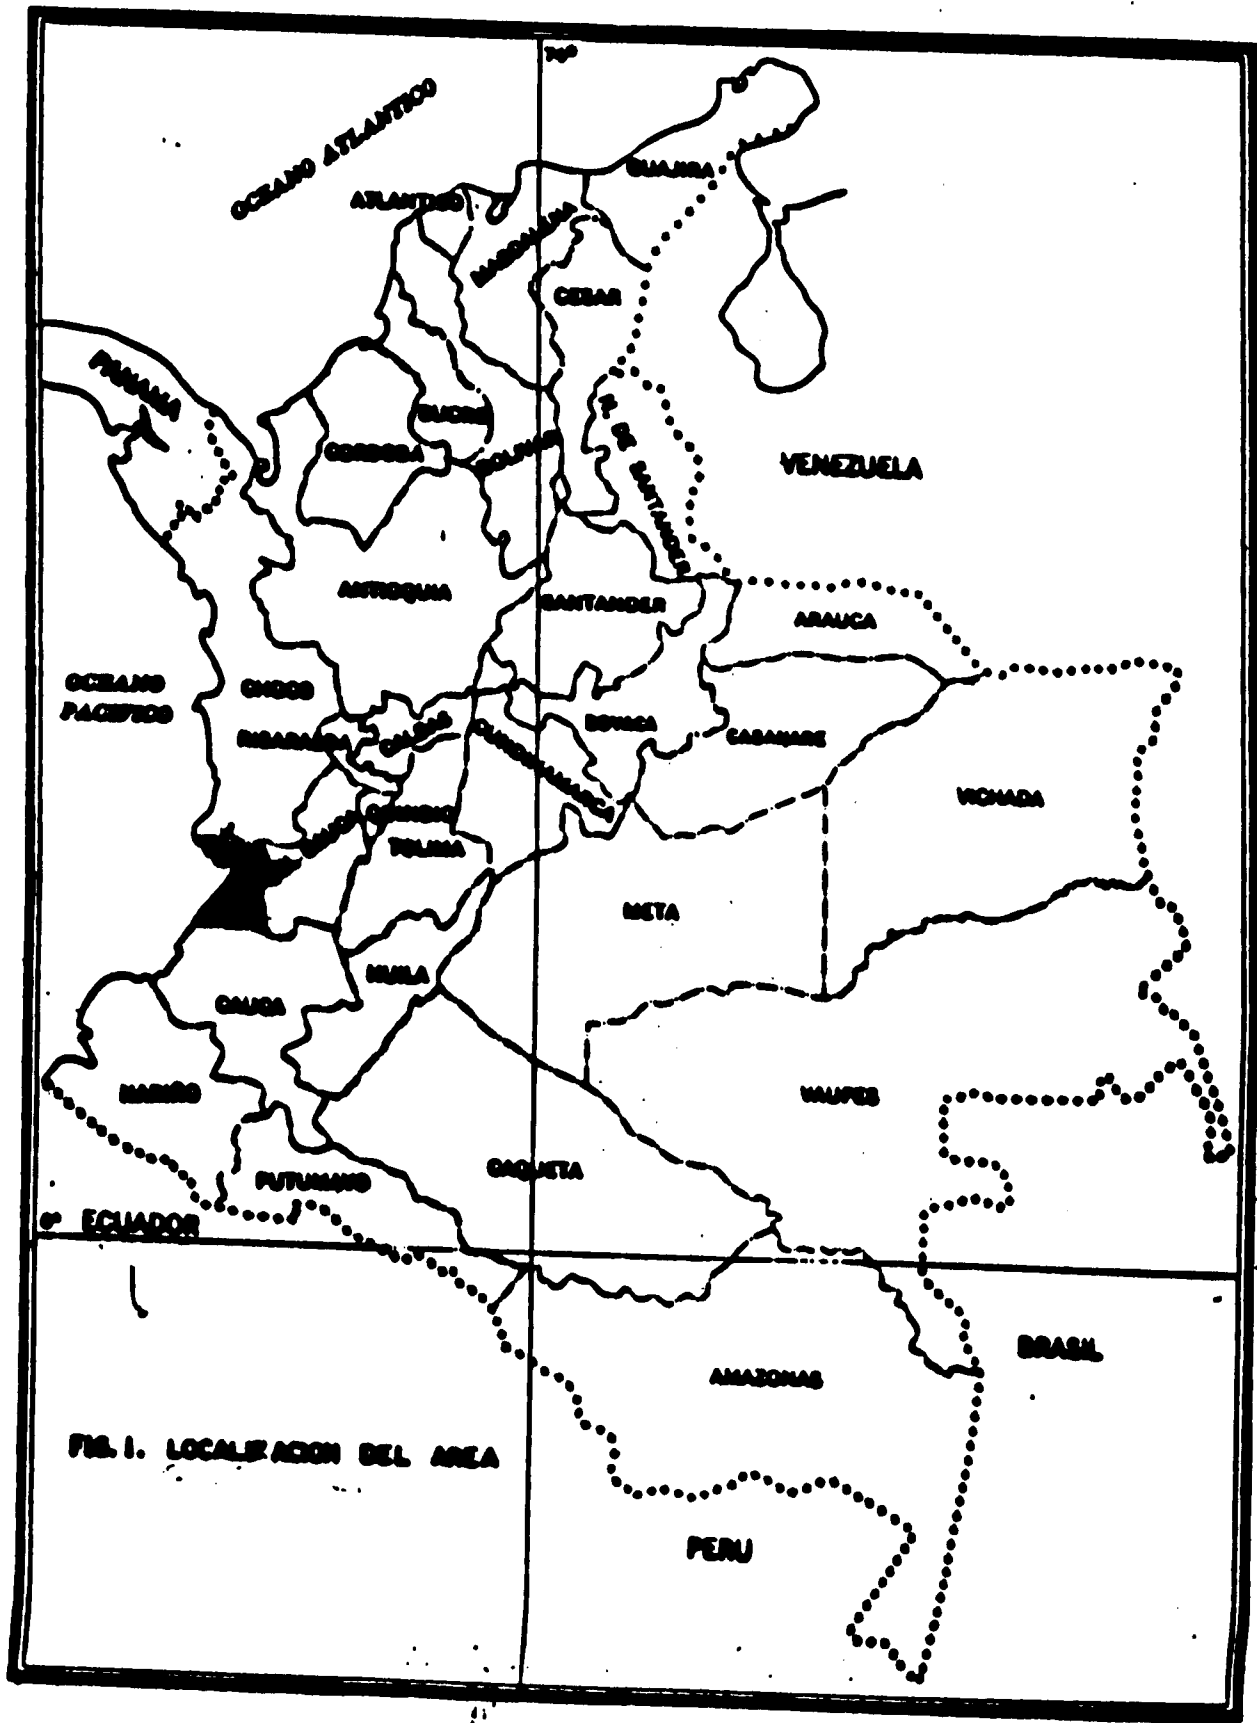 74°
OCEANO ATLANTICO
GUAJIRA
ATLANTICO
MAGDALENA
CESAR
PANAMA
SUCRE
CORDOBA
BOLIVAR
N. DE SANTANDER
VENEZUELA
ANTIOQUIA
SANTANDER
ARAUCA
OCEANO
PACIFICO
CHOCO
RISARALDA
CALDAS
CUNDINAMARCA
BOYACA
CASANARE
VICHADA
QUINDIO
TOLIMA
META
HUILA
CAUCA
NARIÑO
VAUPES
CAQUETA
PUTUMAYO
0° ECUADOR
BRASIL
AMAZONAS
FIG. 1. LOCALIZACION DEL AREA
PERU